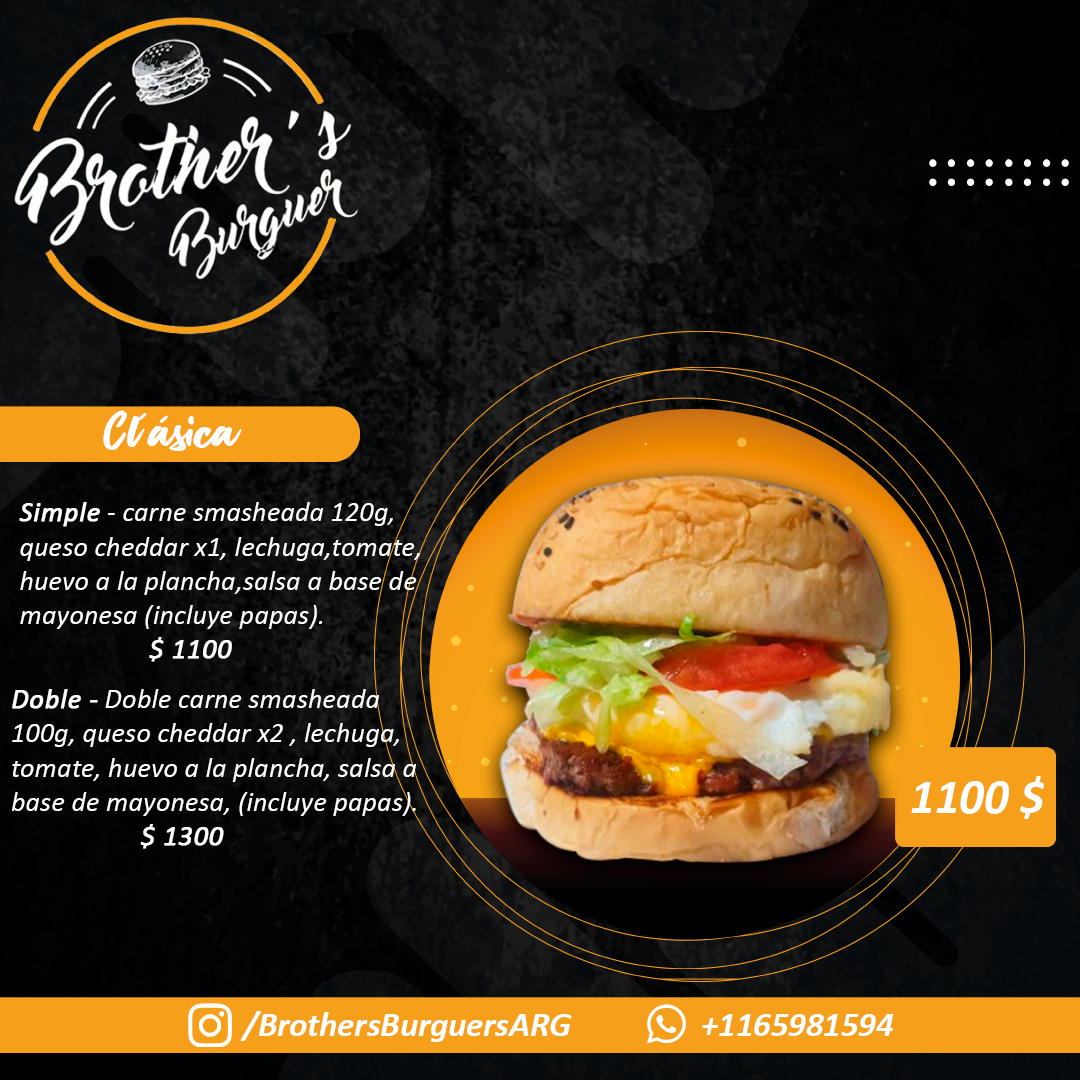 Brother's
Burguer
Clásica
Simple - carne smasheada 120g,
queso cheddar x1, lechuga,tomate,
huevo a la plancha,salsa a base de
mayonesa (incluye papas).
$ 1100
Doble - Doble carne smasheada
100g, queso cheddar x2 , lechuga,
tomate, huevo a la plancha, salsa a
base de mayonesa, (incluye papas).
$ 1300
1100 $
/BrothersBurguersARG
+1165981594